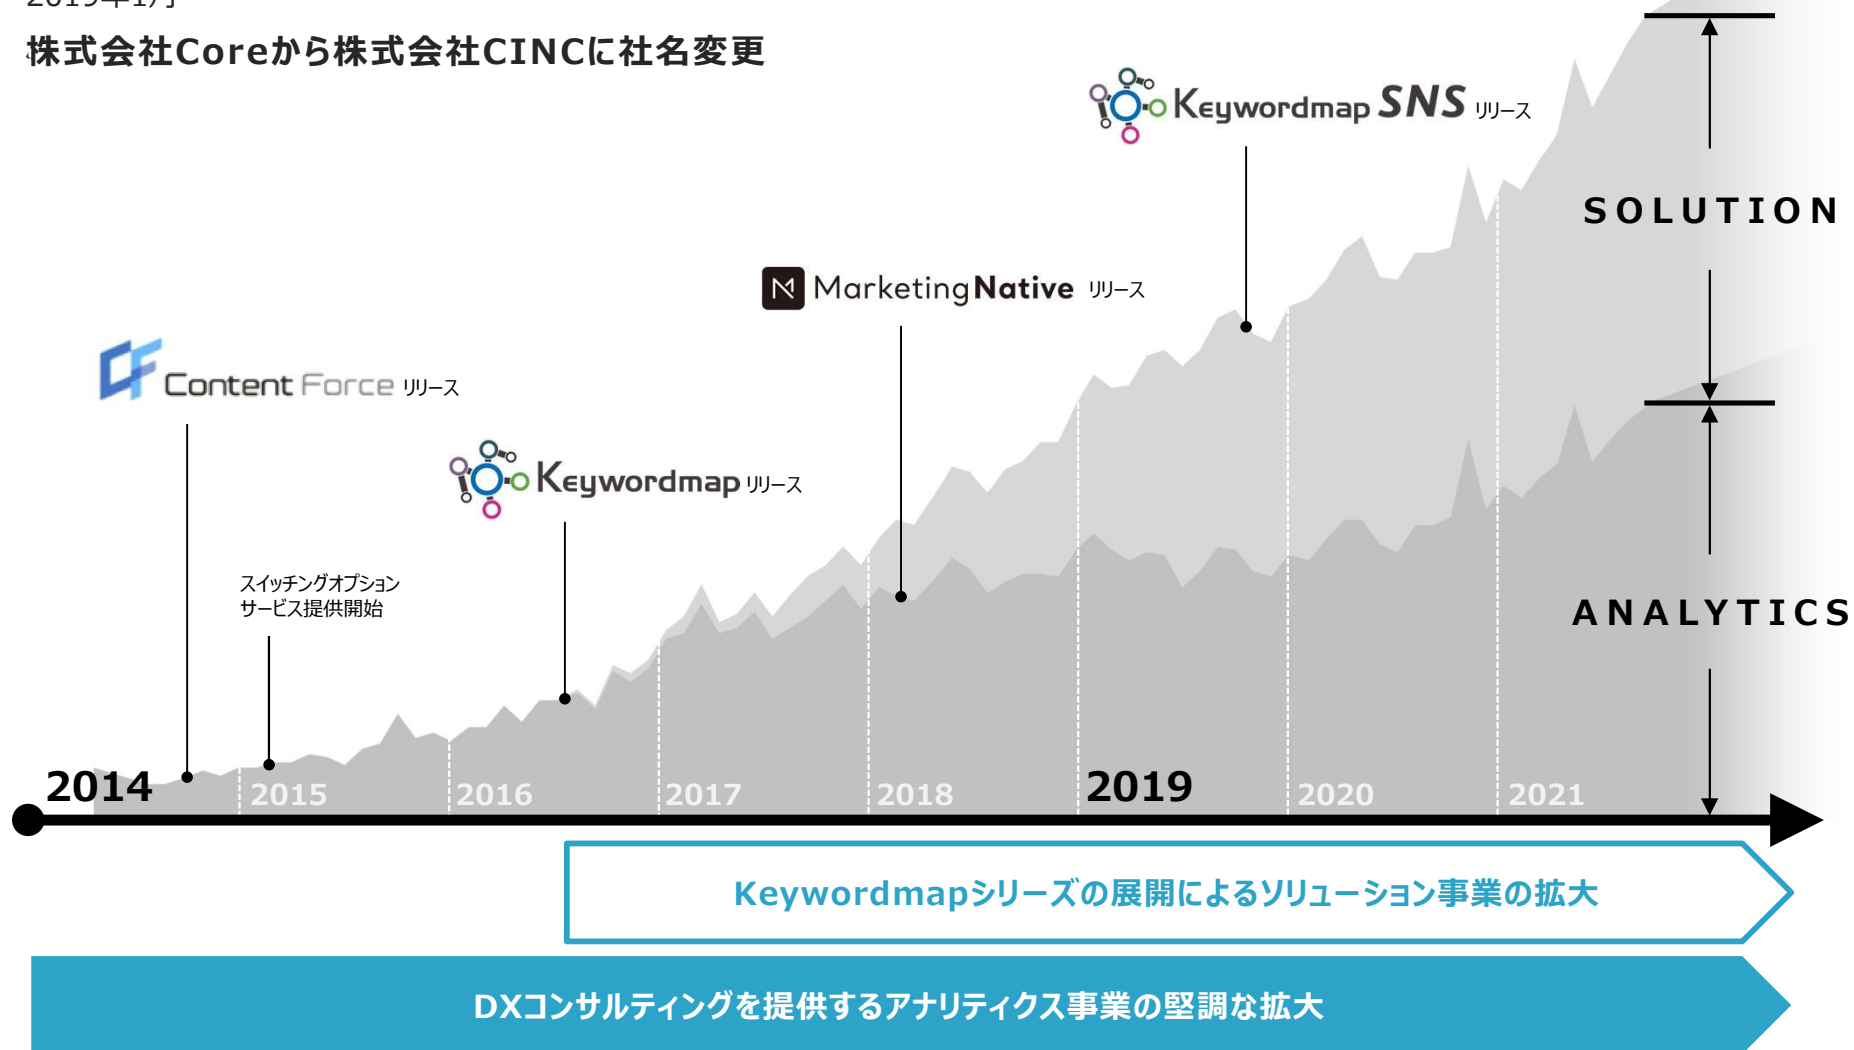 2019年1月
株式会社Coreから株式会社CINCに社名変更
Keywordmap SNS リリース
SOLUTION
MarketingNative リリース
Content Force リリース
Keywordmap リリース
スイッチングオプション
サービス提供開始
ANALYTICS
2014
2015
2016
2017
2018
2019
2020
2021
Keywordmapシリーズの展開によるソリューション事業の拡大
DXコンサルティングを提供するアナリティクス事業の堅調な拡大